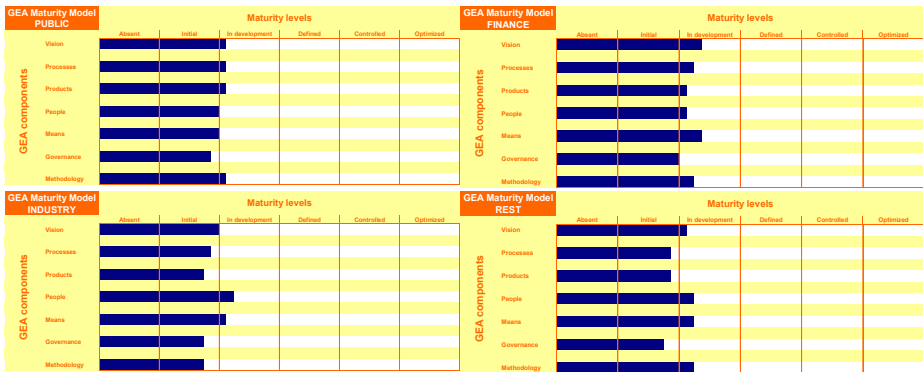 GEA Maturity Model
PUBLIC
Maturity levels
Absent Initial In development Defined Controlled Optimized
GEA components
Vision
Processes
Products
People
Means
Governance
Methodology
GEA Maturity Model
FINANCE
Maturity levels
Absent Initial In development Defined Controlled Optimized
GEA components
Vision
Processes
Products
People
Means
Governance
Methodology
GEA Maturity Model
INDUSTRY
Maturity levels
Absent Initial In development Defined Controlled Optimized
GEA components
Vision
Processes
Products
People
Means
Governance
Methodology
GEA Maturity Model
REST
Maturity levels
Absent Initial In development Defined Controlled Optimized
GEA components
Vision
Processes
Products
People
Means
Governance
Methodology